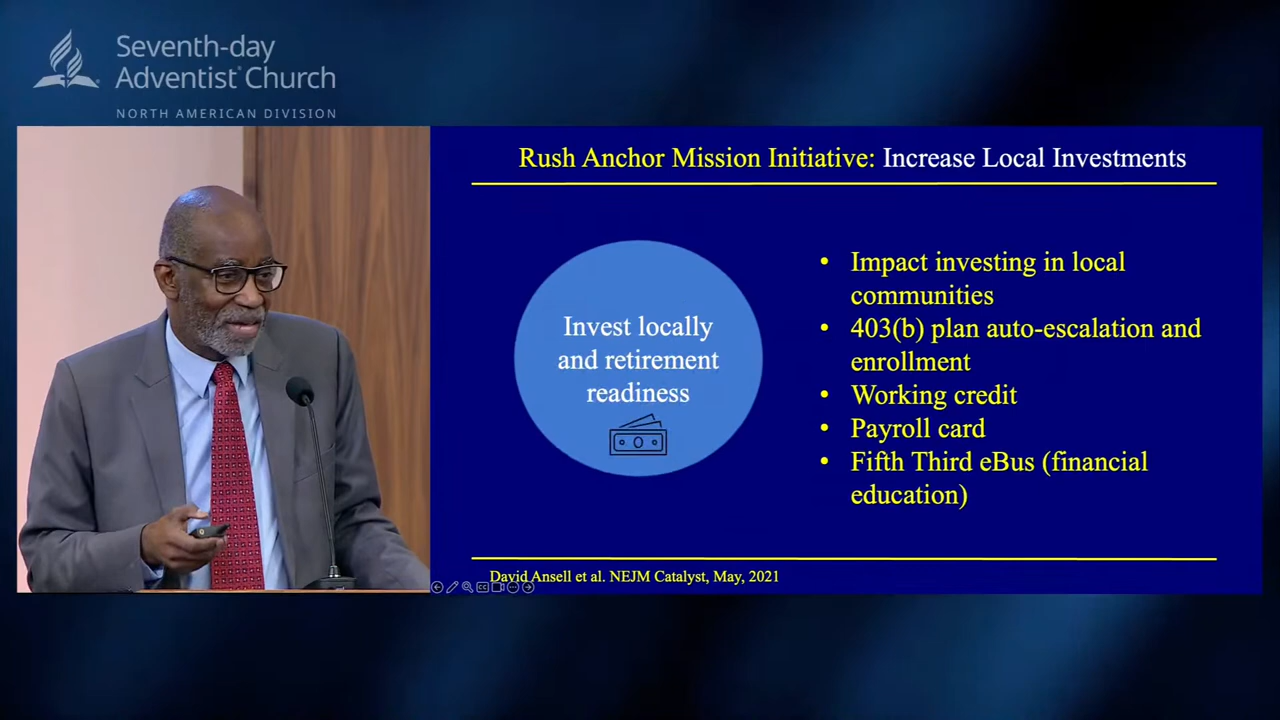 Seventh-day
Adventist® Church
NORTH AMERICAN DIVISION
Rush Anchor Mission Initiative: Increase Local Investments
Invest locally
and retirement
readiness
• Impact investing in local
communities
• 403(b) plan auto-escalation and
enrollment
• Working credit
• Payroll card
• Fifth Third eBus (financial
education)
David Ansell et al. NEJM Catalyst, May, 2021